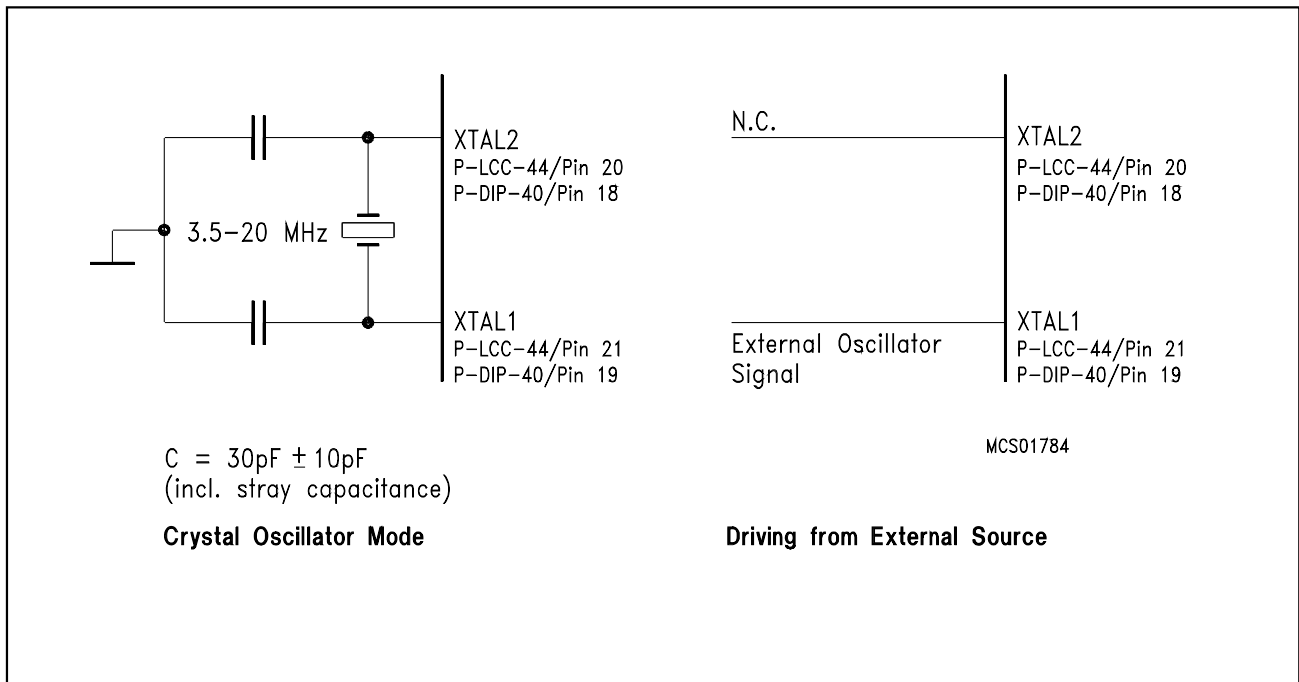 XTAL2
P-LCC-44/Pin 20
P-DIP-40/Pin 18
3.5-20 MHz
XTAL1
P-LCC-44/Pin 21
P-DIP-40/Pin 19
C = 30pF ± 10pF
(incl. stray capacitance)
Crystal Oscillator Mode
N.C.
XTAL2
P-LCC-44/Pin 20
P-DIP-40/Pin 18
External Oscillator
Signal
XTAL1
P-LCC-44/Pin 21
P-DIP-40/Pin 19
MCS01784
Driving from External Source